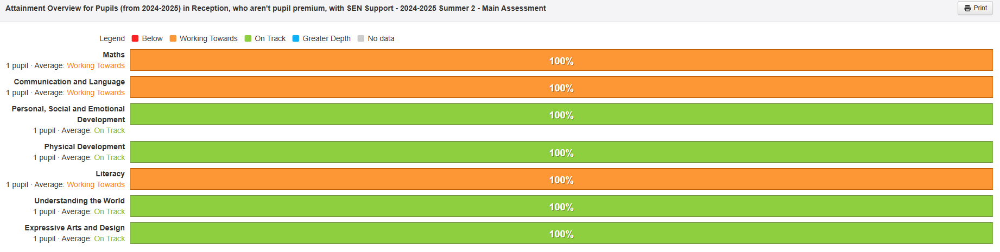 Attainment Overview for Pupils (from 2024-2025) in Reception, who aren't pupil premium, with SEN Support - 2024-2025 Summer 2 - Main Assessment
Print
Legend Below Working Towards On Track Greater Depth No data
Maths
1 pupil · Average: Working Towards
100%
Communication and Language
1 pupil · Average: Working Towards
100%
Personal, Social and Emotional
Development
1 pupil · Average: On Track
100%
Physical Development
1 pupil · Average: On Track
100%
Literacy
1 pupil · Average: Working Towards
100%
Understanding the World
1 pupil · Average: On Track
100%
Expressive Arts and Design
1 pupil · Average: On Track
100%